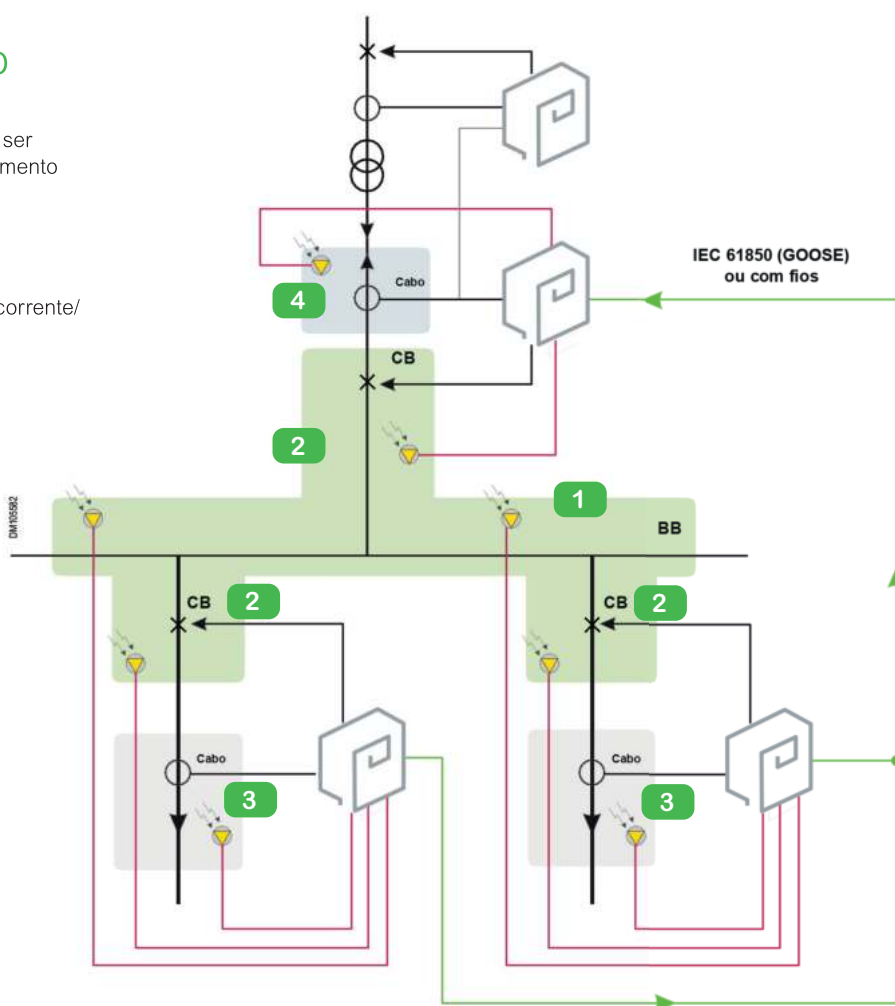 ser
mento
corrente/
IEC 61850 (GOOSE)
ou com fios
Cabo
4
CB
2
1
BB
DM105582
CB
2
CB
2
Cabo
3
Cabo
3